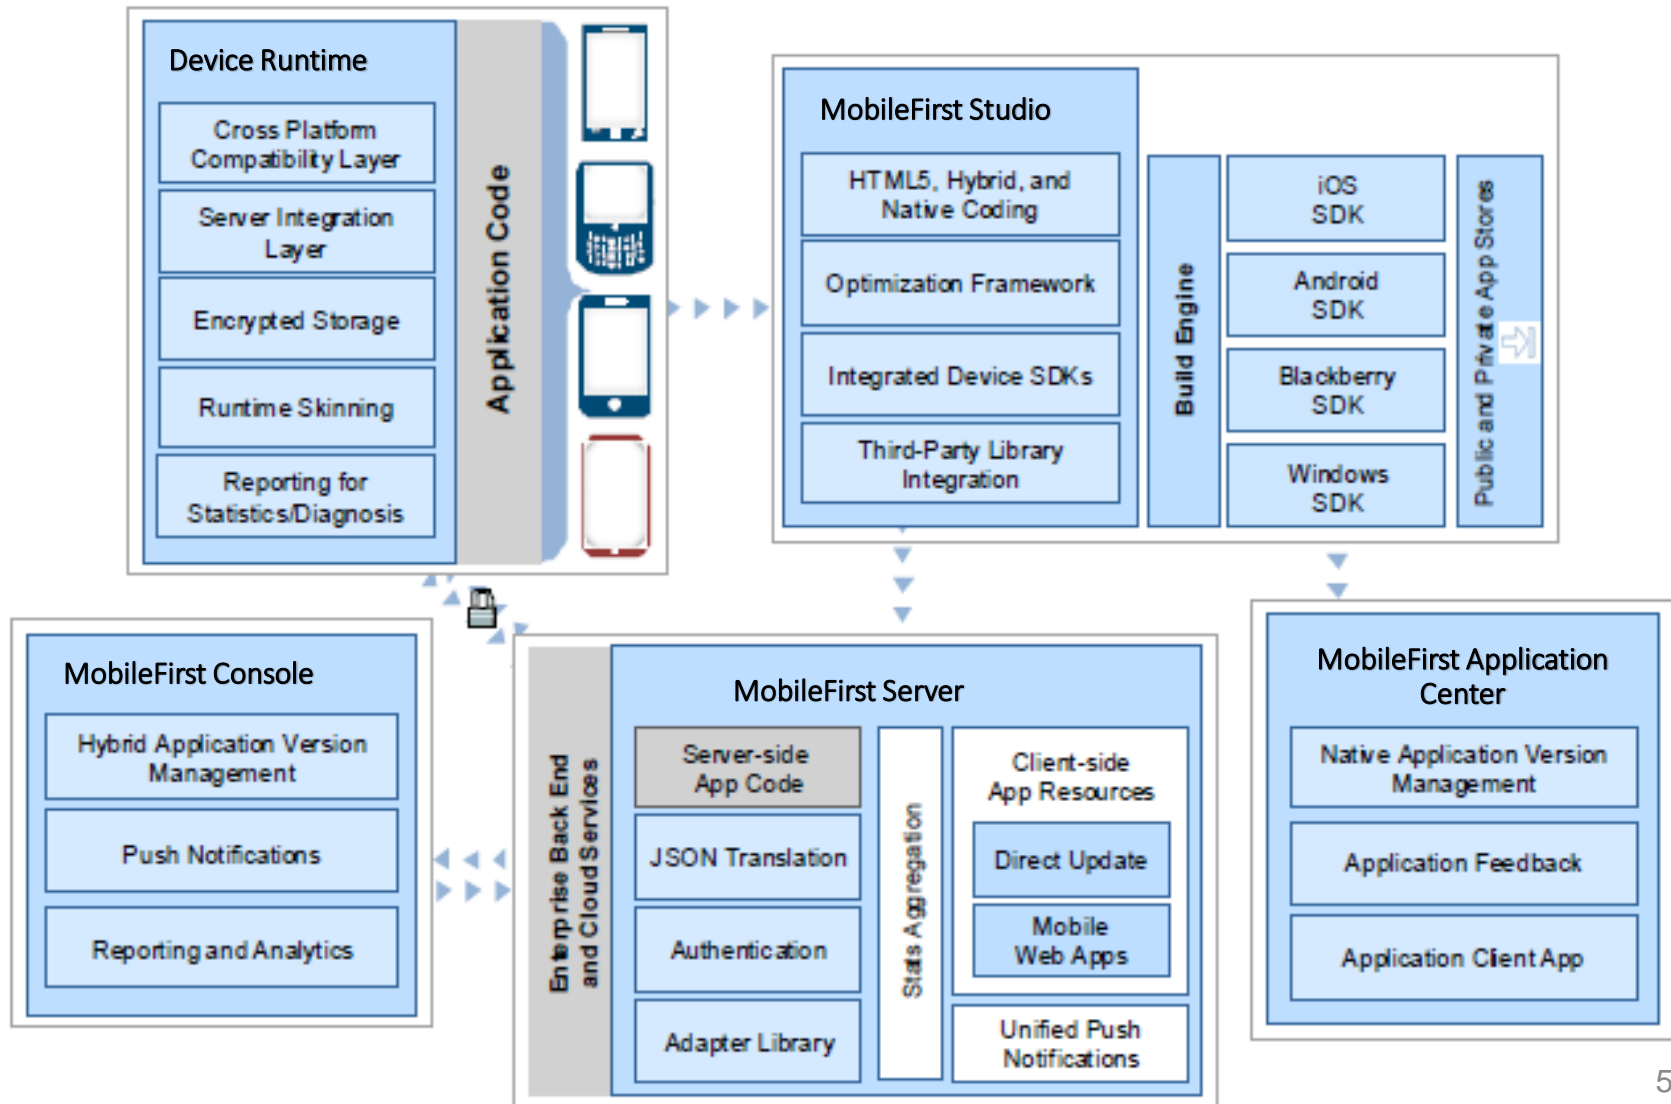 Device Runtime
Cross Platform
Compatibility Layer
Server Integration
Layer
Encrypted Storage
Runtime Skinning
Reporting for
Statistics/Diagnosis
Application Code
MobileFirst Studio
HTML5, Hybrid, and
Native Coding
Optimization Framework
Integrated Device SDKs
Third-Party Library
Integration
Build Engine
iOS
SDK
Android
SDK
Blackberry
SDK
Windows
SDK
Public and Private App Stores
MobileFirst Console
Hybrid Application Version
Management
Push Notifications
Reporting and Analytics
Enterprise Back End
and Cloud Services
MobileFirst Server
Server-side
App Code
JSON Translation
Authentication
Adapter Library
Stats Aggregation
Client-side
App Resources
Direct Update
Mobile
Web Apps
Unified Push
Notifications
MobileFirst Application
Center
Native Application Version
Management
Application Feedback
Application Client App
5